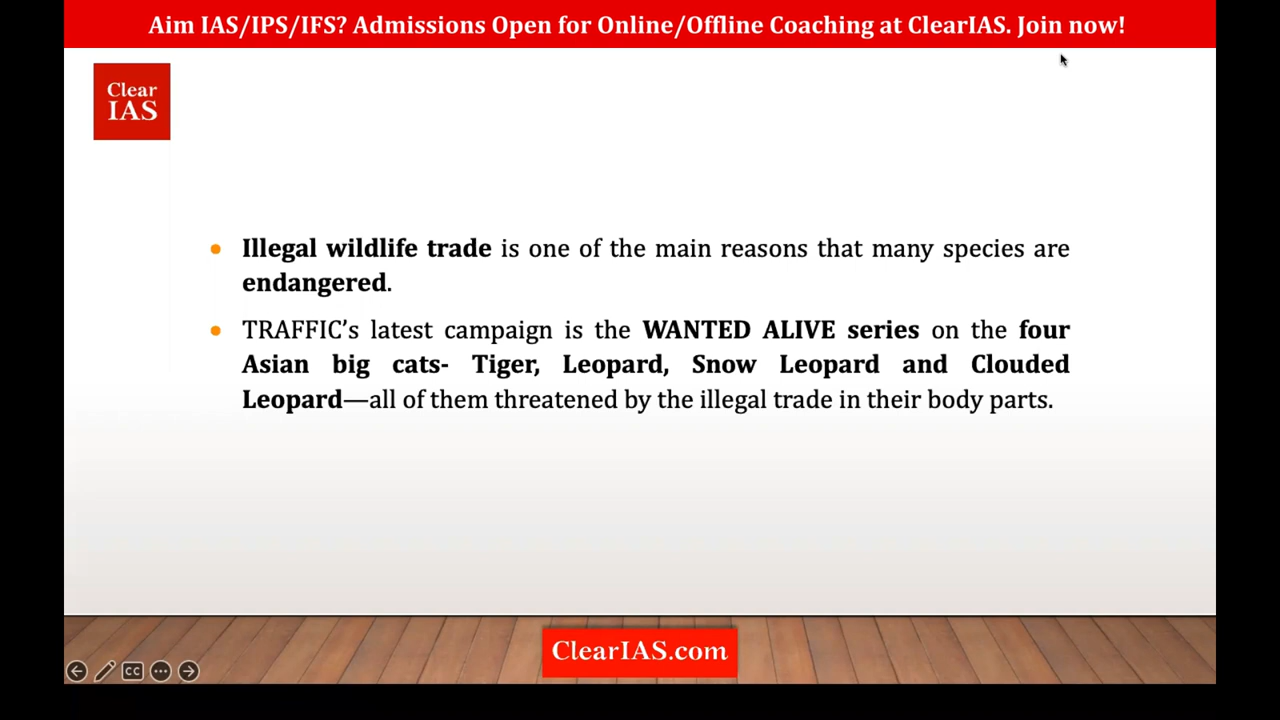 Aim IAS/IPS/IFS? Admissions Open for Online/Offline Coaching at ClearIAS. Join now!
Clear
IAS
Illegal wildlife trade is one of the main reasons that many species are
endangered.
TRAFFIC’s latest campaign is the WANTED ALIVE series on the four
Asian big cats- Tiger, Leopard, Snow Leopard and Clouded
Leopard—all of them threatened by the illegal trade in their body parts.
ClearIAS.com
CC